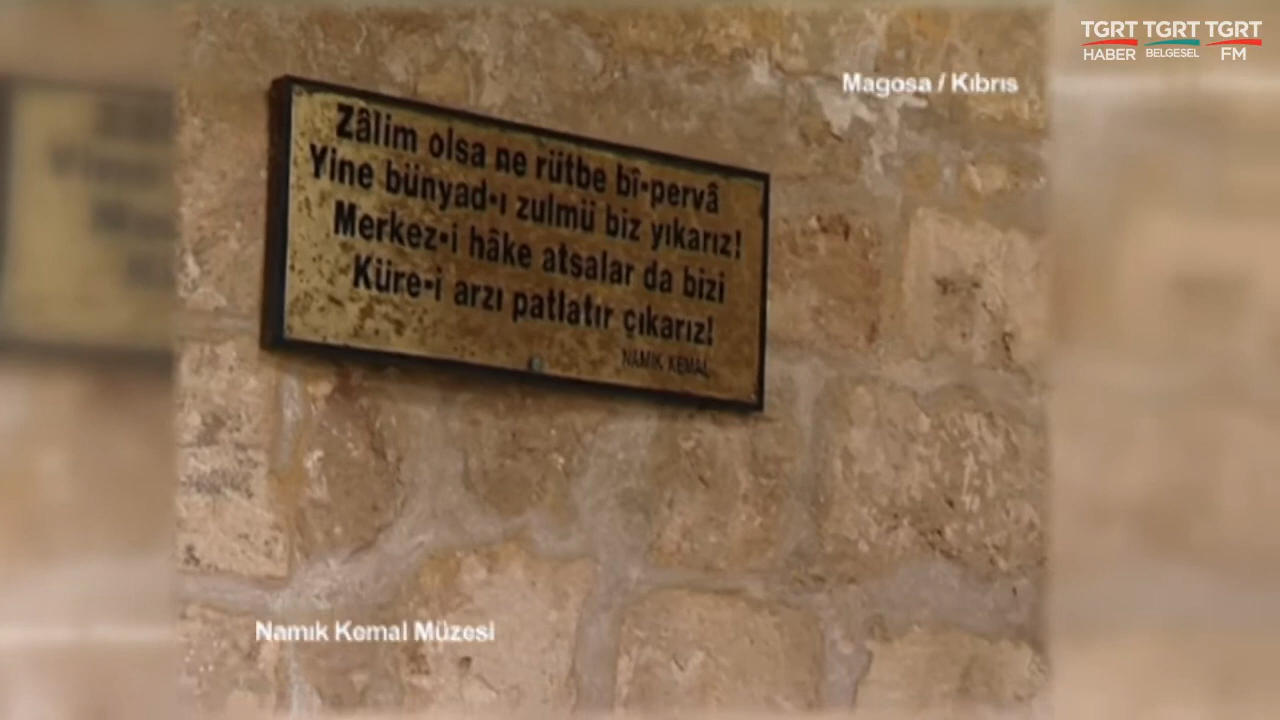 TGRT HABER TGRT BELGESEL TGRT FM
Magosa / Kıbrıs
Zâlim olsa ne rütbe bî-pervâ
Yine bünyad-ı zulmü biz yıkarız!
Merkez-i hâke atsalar da bizi
Küre-i arzı patlatır çıkarız!
NAMIK KEMAL
Namık Kemal Müzesi